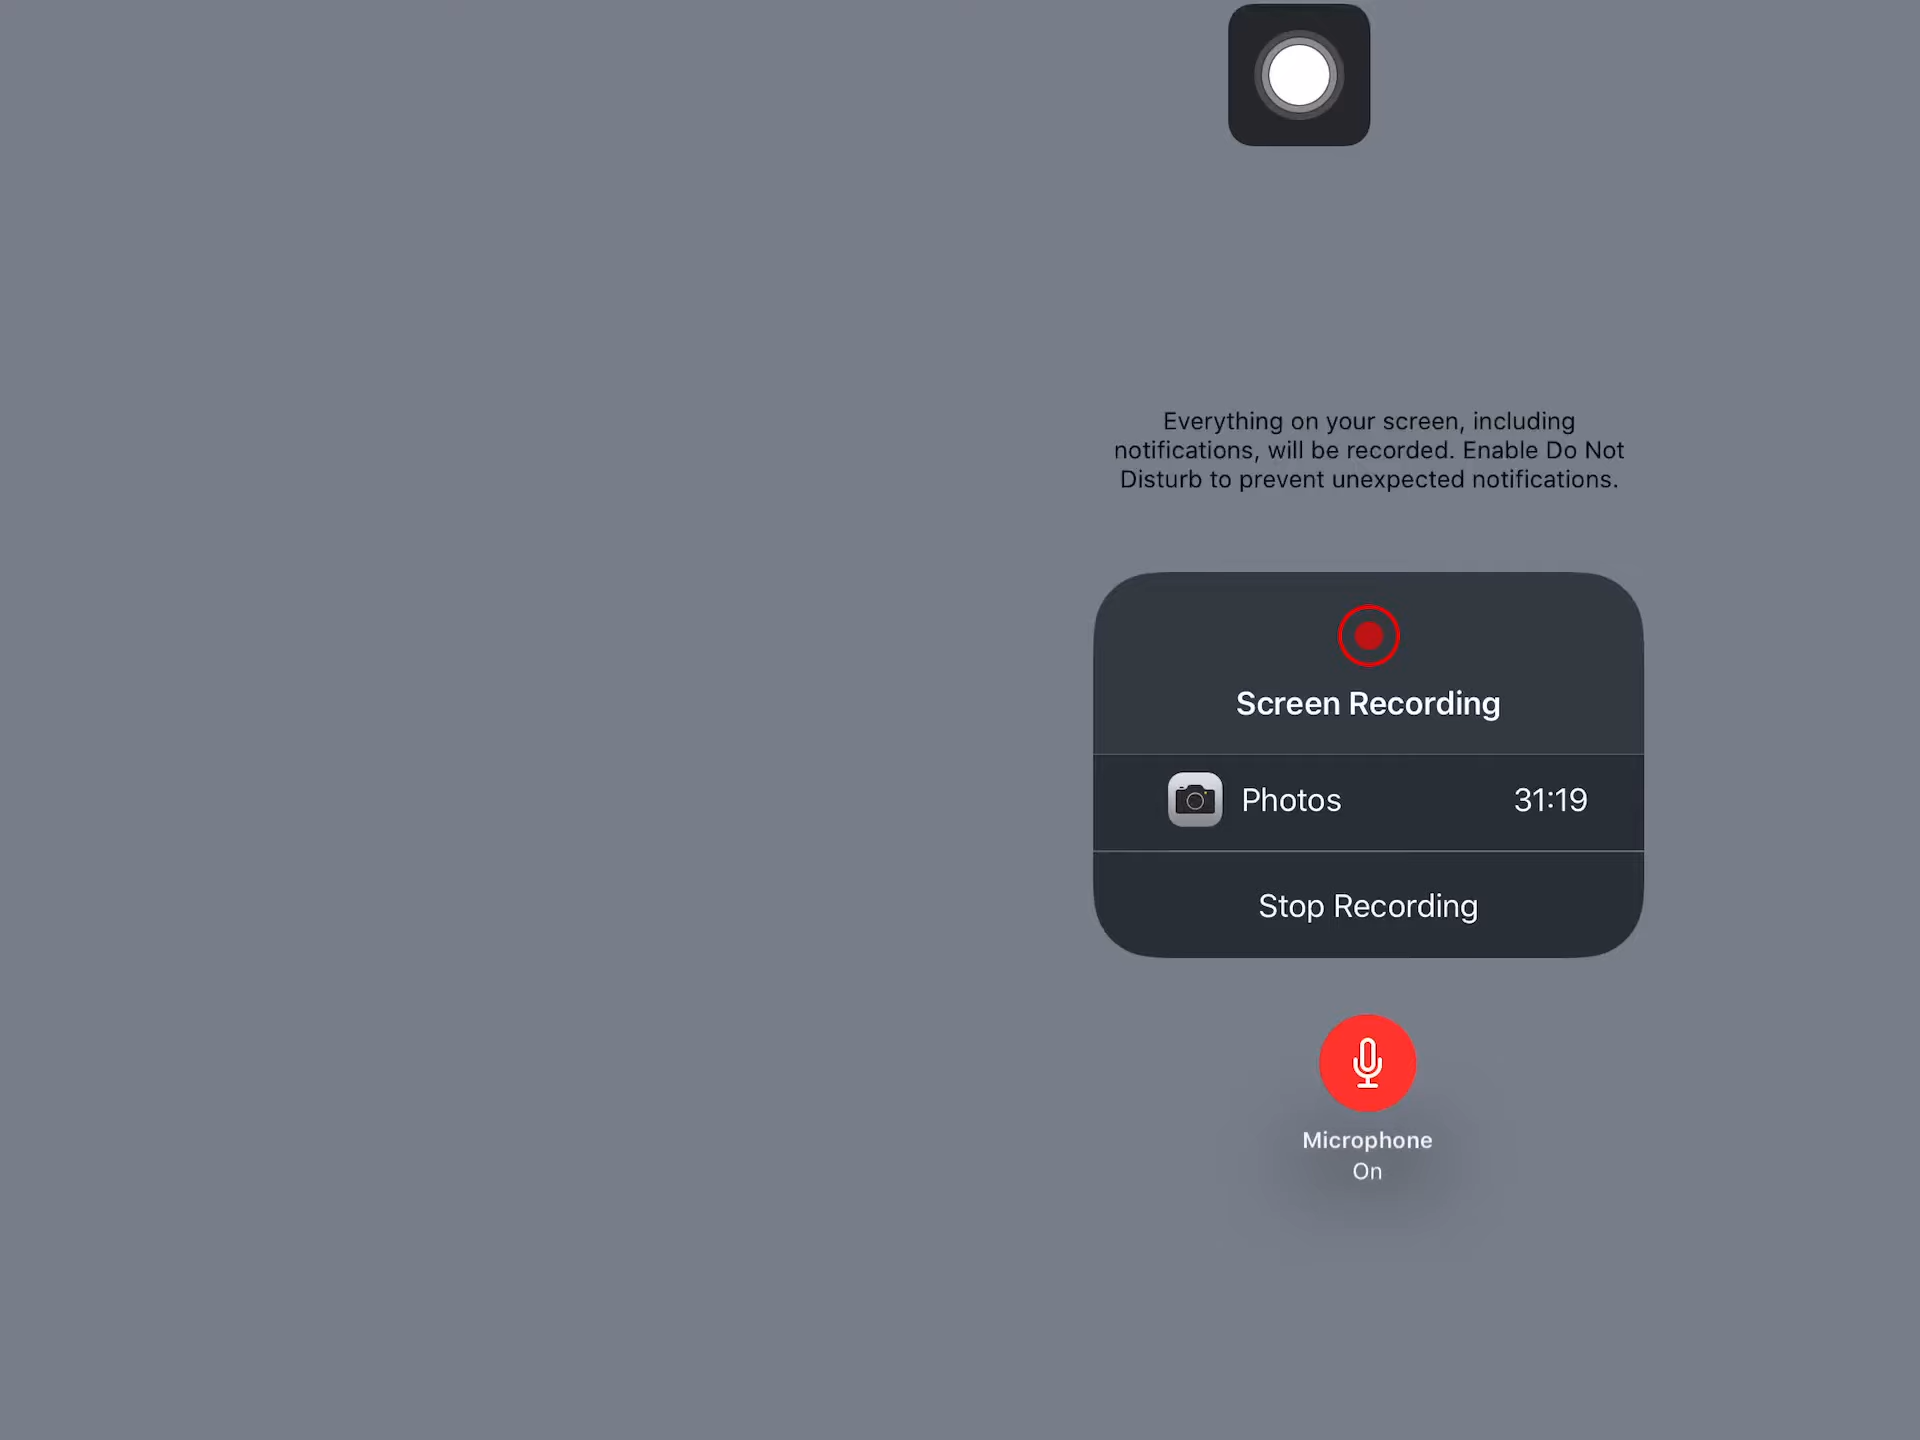 Everything on your screen, including
notifications, will be recorded. Enable Do Not
Disturb to prevent unexpected notifications.
Screen Recording
Photos 31:19
Stop Recording
Microphone
On